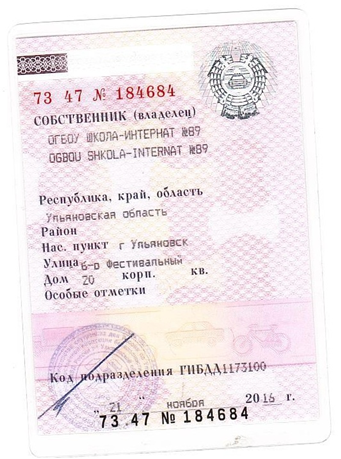 73 47 № 184684
СОБСТВЕННИК (владелец)
ОГБОУ ШКОЛА-ИНТЕРНАТ №89
OGBOU SHKOLA-INTERNAT №89
Республика, край, область
Ульяновская область
Район
Нас. пункт г Ульяновск
Улица б-р Фестивальный
Дом 20 корп. кв.
Особые отметки
Код подразделения ГИБДД 1173100
" 21 " ноября 2016 г.
73.47 № 184684